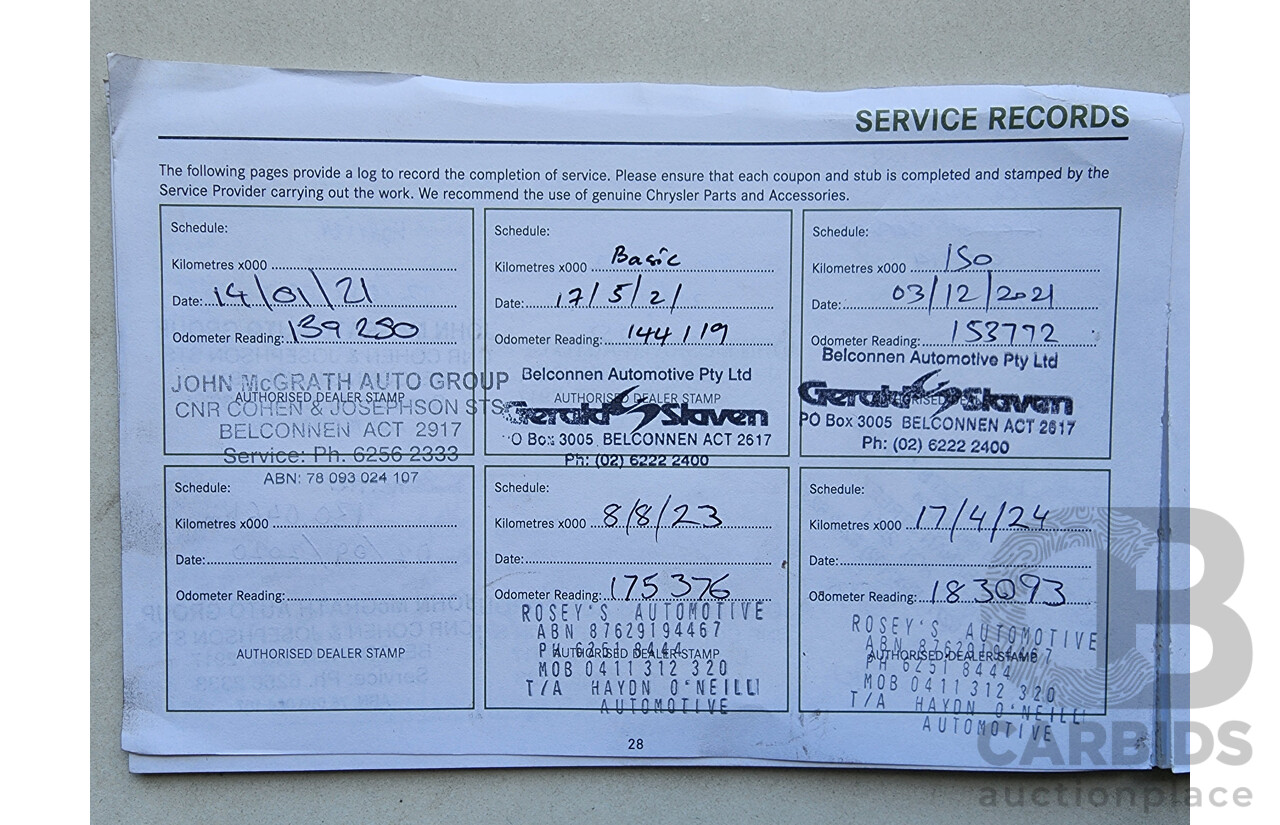 SERVICE RECORDS
The following pages provide a log to record the completion of service. Please ensure that each coupon and stub is completed and stamped by the
Service Provider carrying out the work. We recommend the use of genuine Chrysler Parts and Accessories.
Schedule:
Kilometres x000
Date: 14/01/21
Odometer Reading: 139 250
JOHN McGRATH AUTO GROUP
AUTHORISED DEALER STAMP
CNR COHEN & JOSEPHSON STS
BELCONNEN ACT 2917
Service: Ph. 6256 2333
ABN: 78 093 024 107
Schedule:
Kilometres x000 Basic
Date: 17/5/21
Odometer Reading: 144119
Belconnen Automotive Pty Ltd
AUTHORISED DEALER STAMP
Gerald Slaven
O Box 3005 BELCONNEN ACT 2617
Ph: (02) 6222 2400
Schedule:
Kilometres x000 150
Date: 03/12/2021
Odometer Reading: 153772
Belconnen Automotive Pty Ltd
Gerald Slaven
PO Box 3005 BELCONNEN ACT 2617
Ph: (02) 6222 2400
Schedule:
Kilometres x000
Date:
Odometer Reading:
AUTHORISED DEALER STAMP
Schedule:
Kilometres x000 8/8/23
Date:
Odometer Reading: 175 376
ROSEY'S AUTOMOTIVE
ABN 87629194467
PH 6251 8444
AUTHORISED DEALER STAMP
MOB 0411 312 320
T/A HAYDN O'NEILL
AUTOMOTIVE
Schedule:
Kilometres x000 17/4/24
Date:
Odometer Reading: 183093
ROSEY'S AUTOMOTIVE
ABN 87629194467
AUTHORISED DEALER STAMP
PH 6251 8444
MOB 0411 312 320
T/A HAYDN O'NEILL
AUTOMOTIVE
28
CARBIDS
auctionplace